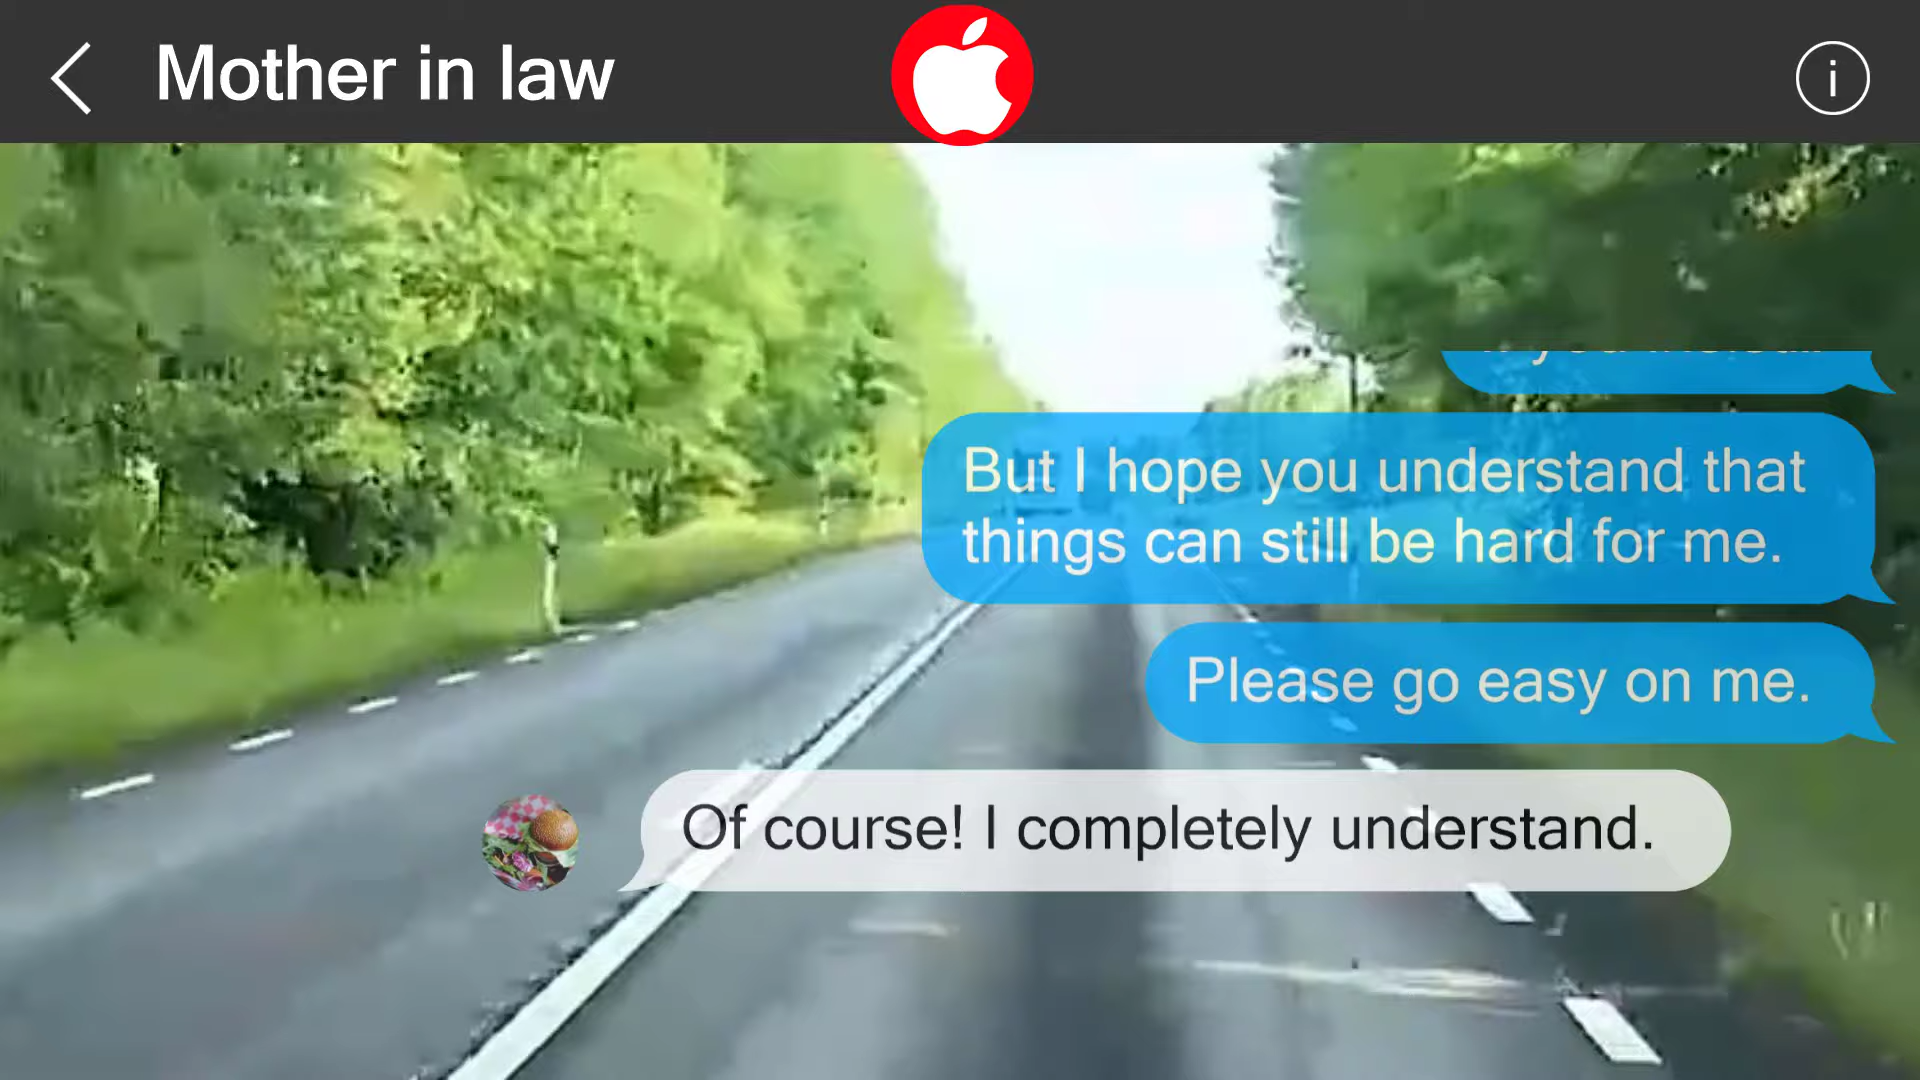 Mother in law
But I hope you understand that
things can still be hard for me.
Please go easy on me.
Of course! I completely understand.